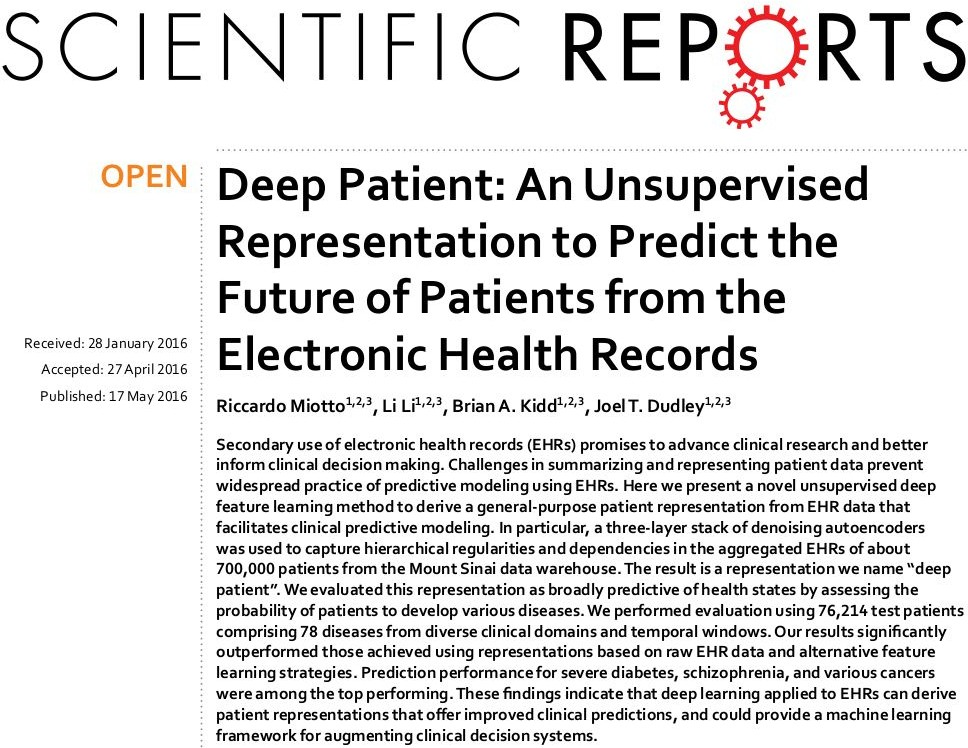 SCIENTIFIC REPORTS
OPEN
Received: 28 January 2016
Accepted: 27 April 2016
Published: 17 May 2016
Deep Patient: An Unsupervised
Representation to Predict the
Future of Patients from the
Electronic Health Records
Riccardo Miotto1,2,3, Li Li1,2,3, Brian A. Kidd1,2,3, Joel T. Dudley1,2,3
Secondary use of electronic health records (EHRs) promises to advance clinical research and better
inform clinical decision making. Challenges in summarizing and representing patient data prevent
widespread practice of predictive modeling using EHRs. Here we present a novel unsupervised deep
feature learning method to derive a general-purpose patient representation from EHR data that
facilitates clinical predictive modeling. In particular, a three-layer stack of denoising autoencoders
was used to capture hierarchical regularities and dependencies in the aggregated EHRs of about
700,000 patients from the Mount Sinai data warehouse. The result is a representation we name “deep
patient”. We evaluated this representation as broadly predictive of health states by assessing the
probability of patients to develop various diseases. We performed evaluation using 76,214 test patients
comprising 78 diseases from diverse clinical domains and temporal windows. Our results significantly
outperformed those achieved using representations based on raw EHR data and alternative feature
learning strategies. Prediction performance for severe diabetes, schizophrenia, and various cancers
were among the top performing. These findings indicate that deep learning applied to EHRs can derive
patient representations that offer improved clinical predictions, and could provide a machine learning
framework for augmenting clinical decision systems.